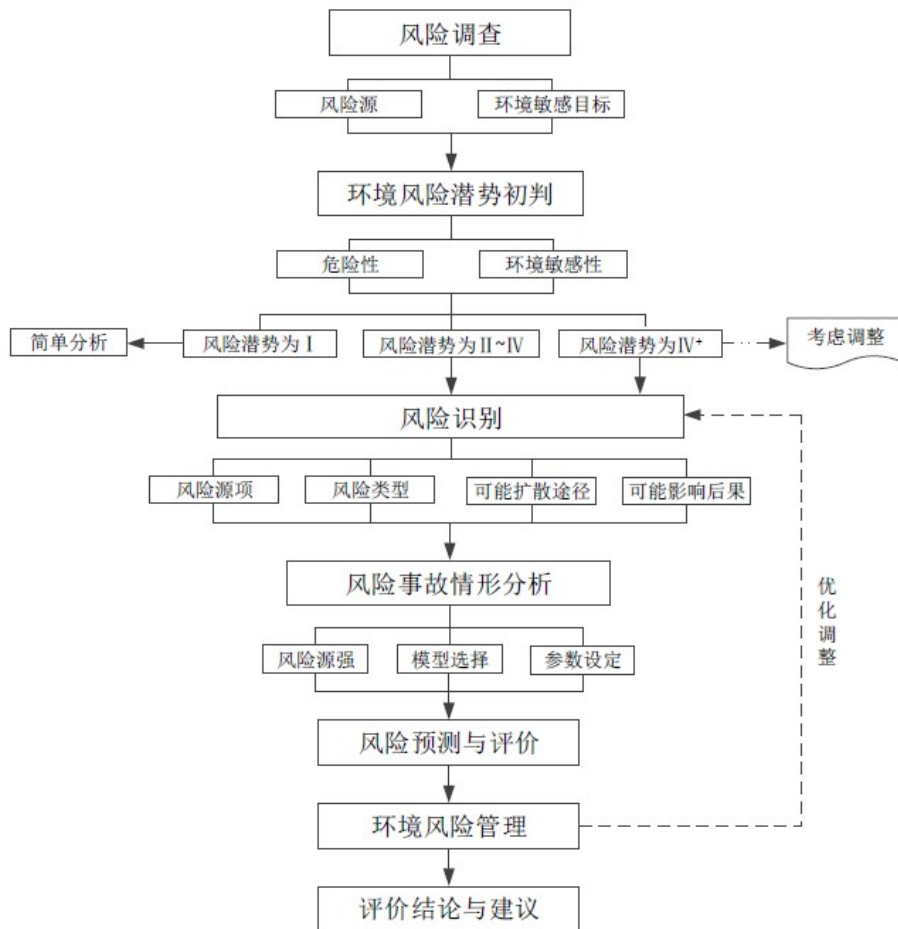 风险调查
风险源
环境敏感目标
环境风险潜势初判
危险性
环境敏感性
简单分析
风险潜势为Ⅰ
风险潜势为Ⅱ~Ⅳ
风险潜势为Ⅳ⁺
考虑调整
风险识别
风险源项
风险类型
可能扩散途径
可能影响后果
风险事故情形分析
优化调整
风险源强
模型选择
参数设定
风险预测与评价
环境风险管理
评价结论与建议